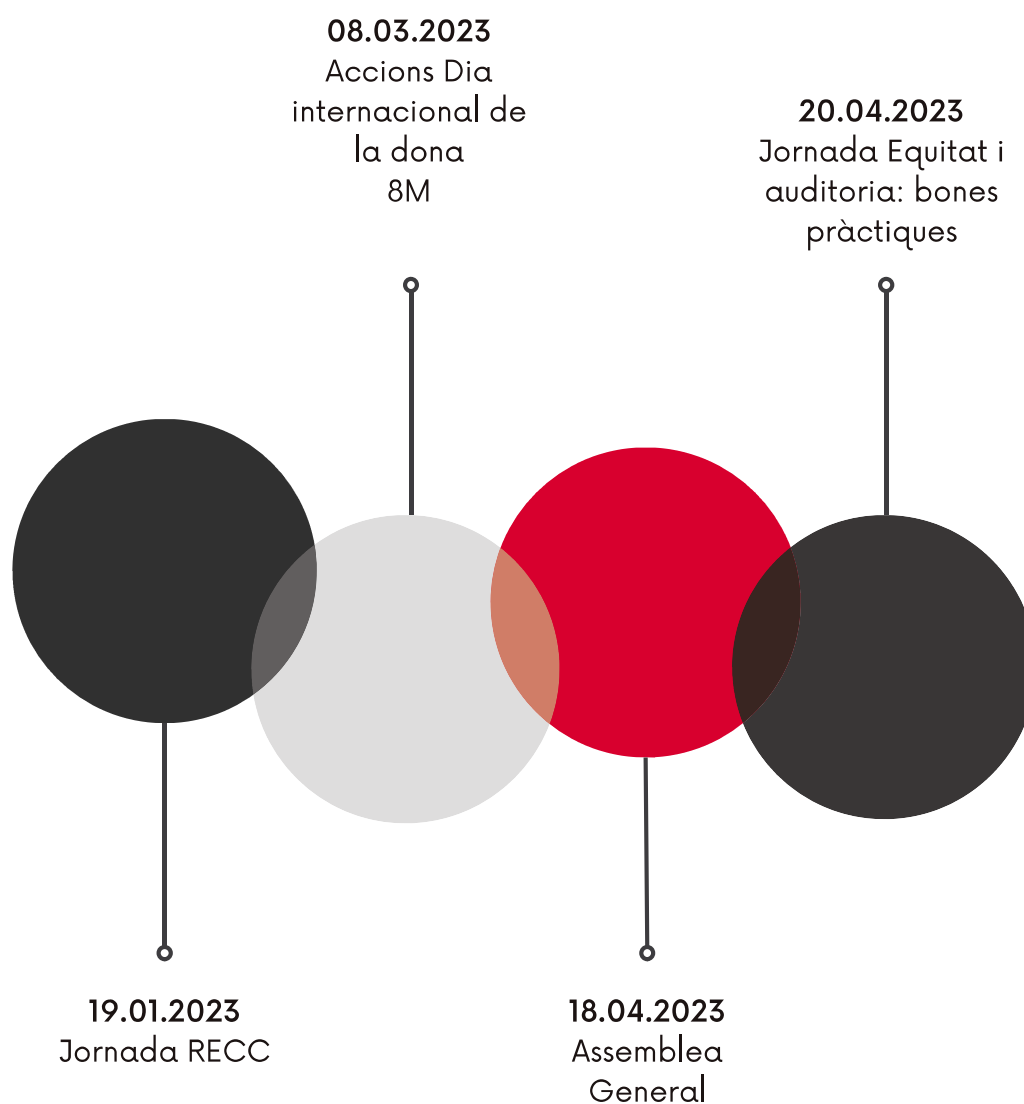 08.03.2023
Accions Dia
internacional de
la dona
8M
20.04.2023
Jornada Equitat i
auditoria: bones
pràctiques
19.01.2023
Jornada RECC
18.04.2023
Assemblea
General